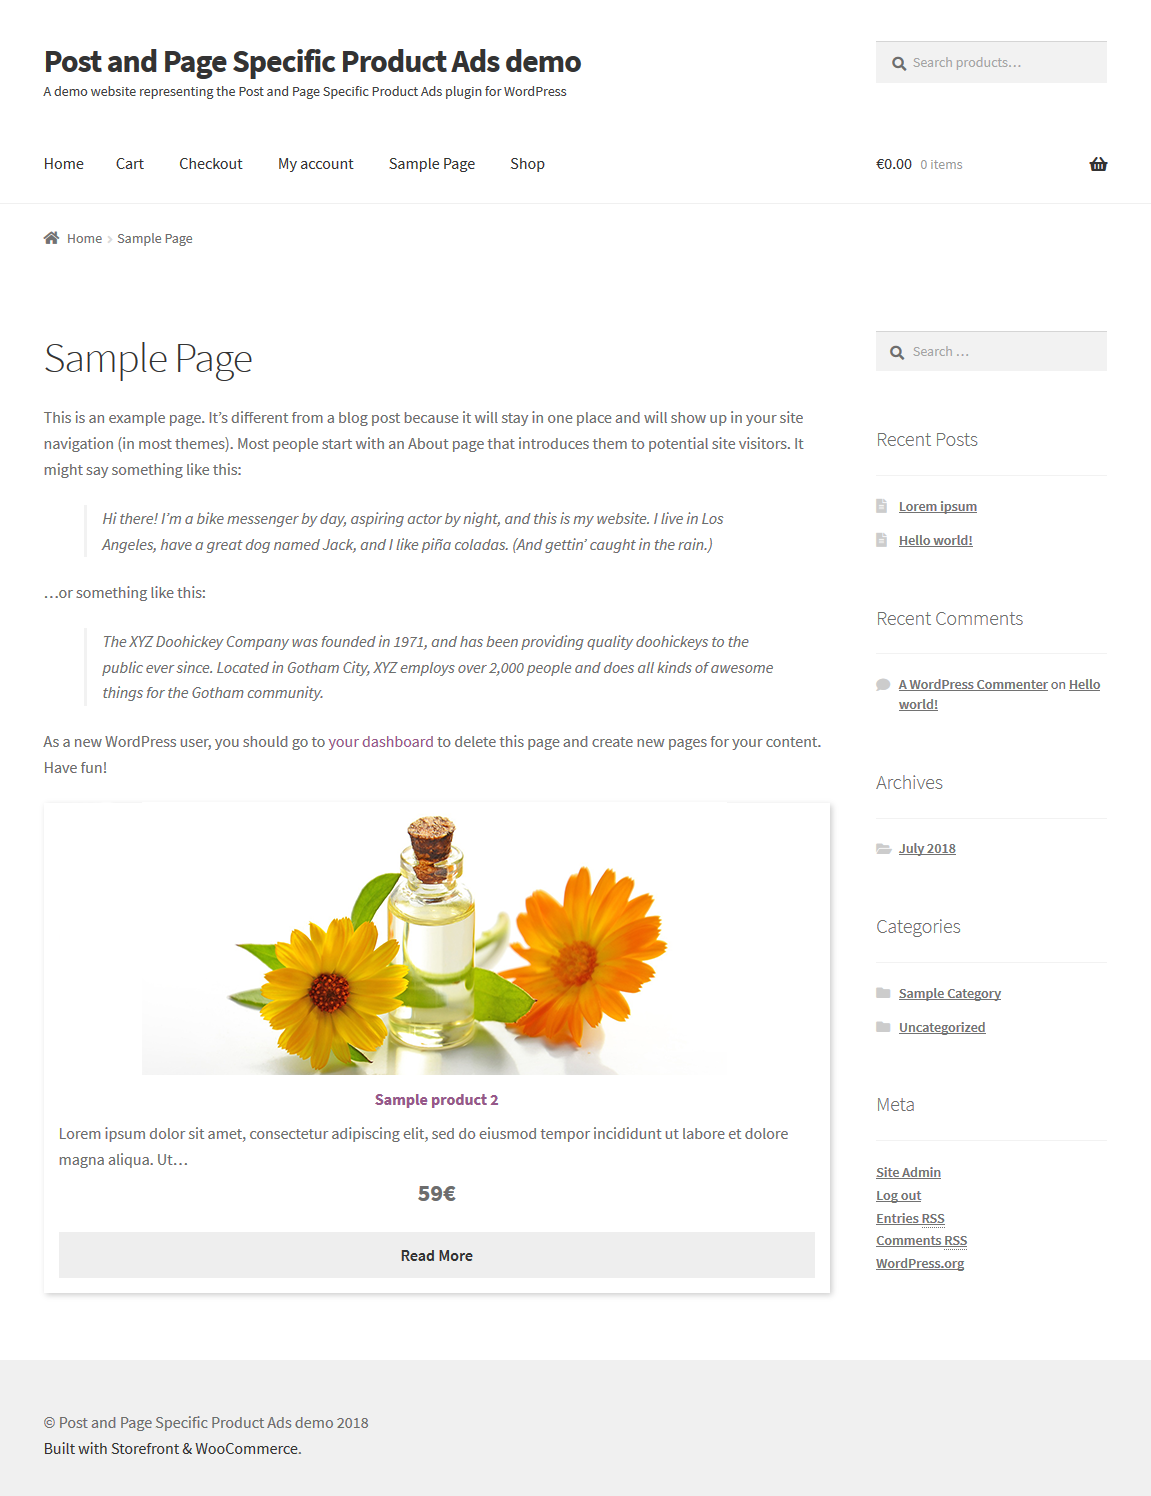 Post and Page Specific Product Ads demo
A demo website representing the Post and Page Specific Product Ads plugin for WordPress
Search products…
Home Cart Checkout My account Sample Page Shop
€0.00 0 items
Home › Sample Page
Sample Page
This is an example page. It’s different from a blog post because it will stay in one place and will show up in your site
navigation (in most themes). Most people start with an About page that introduces them to potential site visitors. It
might say something like this:
Hi there! I’m a bike messenger by day, aspiring actor by night, and this is my website. I live in Los
Angeles, have a great dog named Jack, and I like piña coladas. (And gettin’ caught in the rain.)
…or something like this:
The XYZ Doohickey Company was founded in 1971, and has been providing quality doohickeys to the
public ever since. Located in Gotham City, XYZ employs over 2,000 people and does all kinds of awesome
things for the Gotham community.
As a new WordPress user, you should go to your dashboard to delete this page and create new pages for your content.
Have fun!
Sample product 2
Lorem ipsum dolor sit amet, consectetur adipiscing elit, sed do eiusmod tempor incididunt ut labore et dolore
magna aliqua. Ut…
59€
Read More
Search …
Recent Posts
Lorem ipsum
Hello world!
Recent Comments
A WordPress Commenter on Hello
world!
Archives
July 2018
Categories
Sample Category
Uncategorized
Meta
Site Admin
Log out
Entries RSS
Comments RSS
WordPress.org
© Post and Page Specific Product Ads demo 2018
Built with Storefront & WooCommerce.